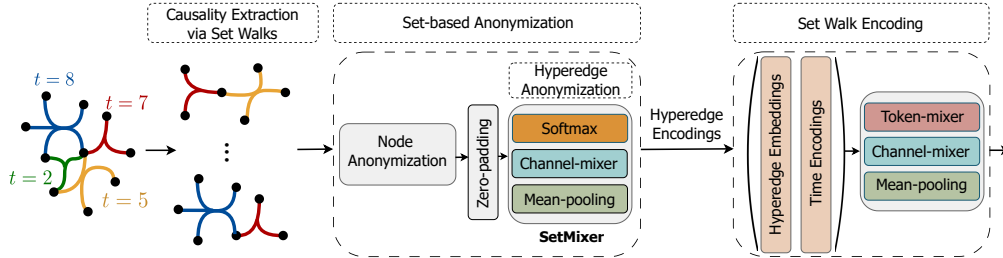 Causality Extraction
via Set Walks
Set-based Anonymization
Set Walk Encoding
t = 8
t = 7
t = 2
t = 5
Node
Anonymization
Zero-padding
Hyperedge
Anonymization
Softmax
Channel-mixer
Mean-pooling
SetMixer
Hyperedge
Encodings
Hyperedge Embeddings
Time Encodings
Token-mixer
Channel-mixer
Mean-pooling